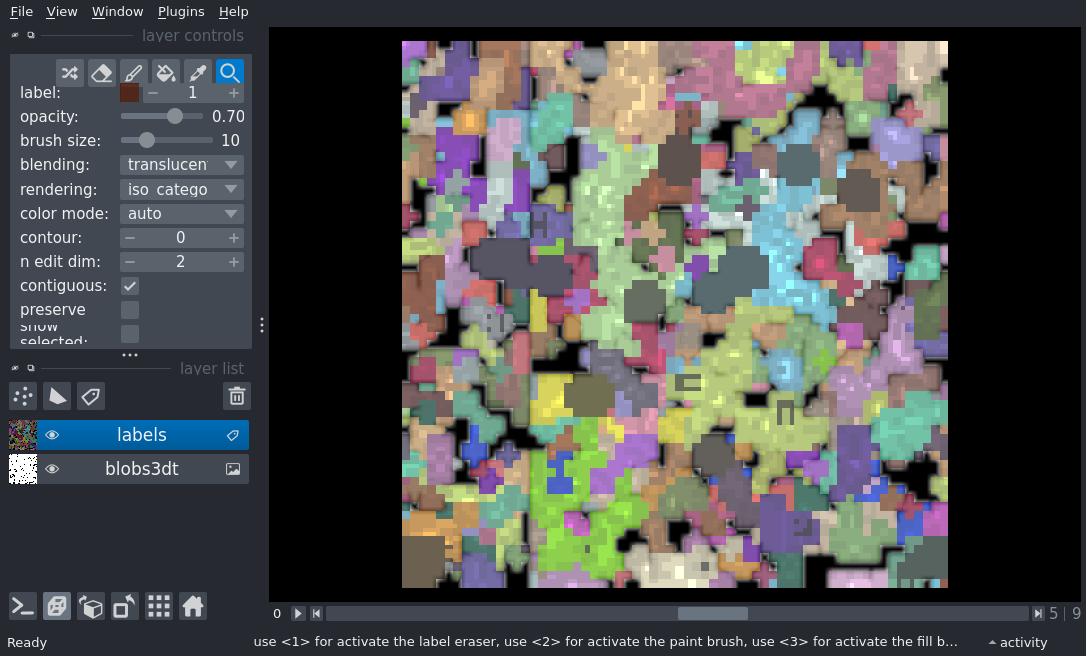 File View Window Plugins Help
layer controls
label: 1
opacity: 0.70
brush size: 10
blending: translucen
rendering: iso catego
color mode: auto
contour: 0
n edit dim: 2
contiguous:
preserve
show
selected:
layer list
labels
blobs3dt
0 5 | 9
Ready use <1> for activate the label eraser, use <2> for activate the paint brush, use <3> for activate the fill b... activity